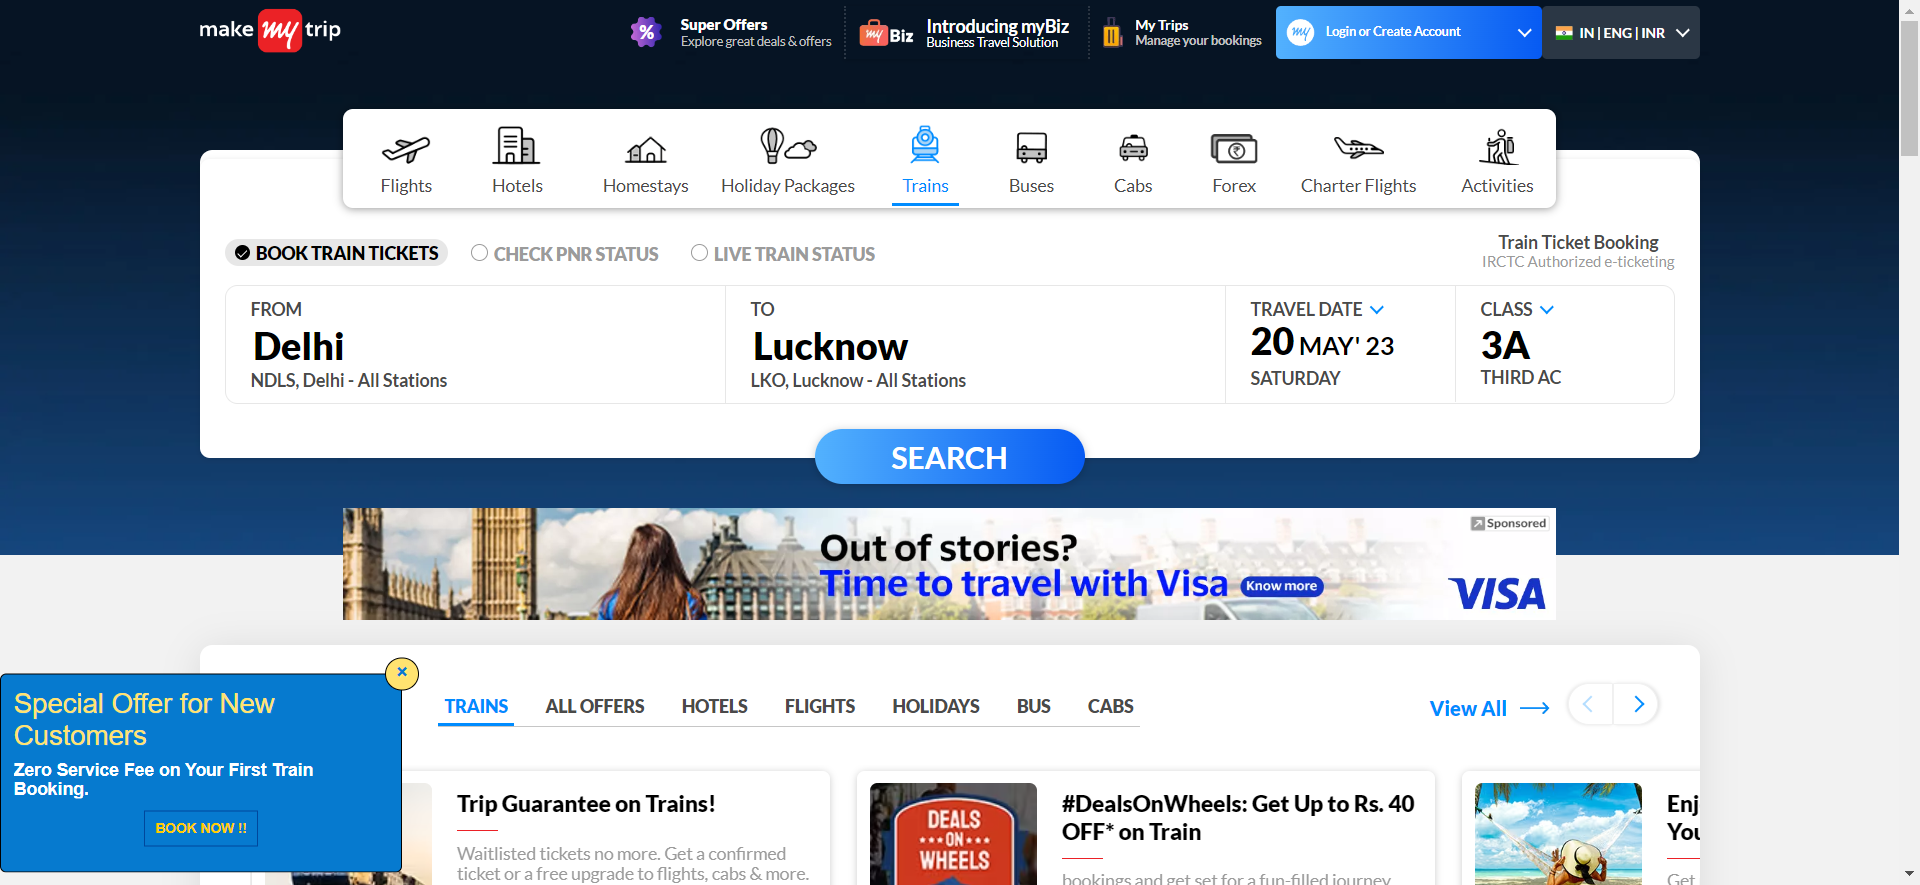 make my trip
%
Super Offers
Explore great deals & offers
my Biz
Introducing myBiz
Business Travel Solution
My Trips
Manage your bookings
my
Login or Create Account
IN | ENG | INR
Flights
Hotels
Homestays
Holiday Packages
Trains
Buses
Cabs
Forex
Charter Flights
Activities
BOOK TRAIN TICKETS
CHECK PNR STATUS
LIVE TRAIN STATUS
Train Ticket Booking
IRCTC Authorized e-ticketing
FROM
Delhi
NDLS, Delhi - All Stations
TO
Lucknow
LKO, Lucknow - All Stations
TRAVEL DATE
20 MAY' 23
SATURDAY
CLASS
3A
THIRD AC
SEARCH
Sponsored
Out of stories?
Time to travel with Visa
Know more
VISA
TRAINS
ALL OFFERS
HOTELS
FLIGHTS
HOLIDAYS
BUS
CABS
View All
Special Offer for New
Customers
Zero Service Fee on Your First Train
Booking.
BOOK NOW !!
Trip Guarantee on Trains!
Waitlisted tickets no more. Get a confirmed
ticket or a free upgrade to flights, cabs & more.
DEALS
ON
WHEELS
#DealsOnWheels: Get Up to Rs. 40
OFF* on Train
bookings and get set for a fun-filled journey
Enj
You
Get